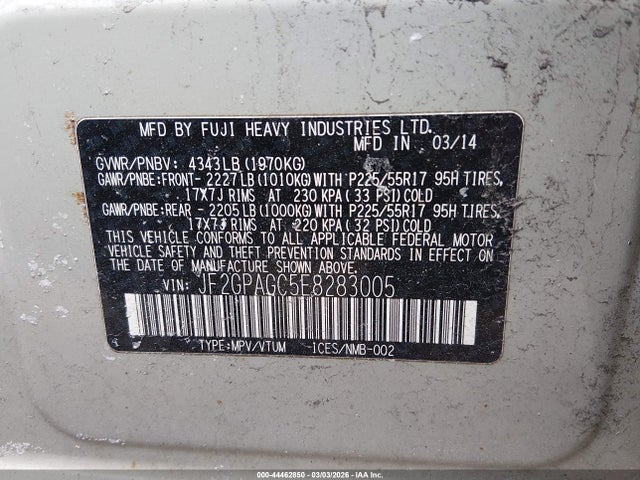 MFD BY FUJI HEAVY INDUSTRIES LTD.
MFD IN 03/14
GVWR/PNBV: 4343LB(1970KG)
GAWR/PNBE:FRONT- 2227LB(1010KG)WITH P225/55R17 95H TIRES,
17X7J RIMS AT 230 KPA(33 PSI)COLD
GAWR/PNBE:REAR - 2205LB(1000KG)WITH P225/55R17 95H TIRES,
17X7J RIMS AT 220 KPA(32 PSI)COLD
THIS VEHICLE CONFORMS TO ALL APPLICABLE FEDERAL MOTOR
VEHICLE SAFETY, BUMPER, AND THEFT PREVENTION STANDARDS IN EFFECT ON
THE DATE OF MANUFACTURE SHOWN ABOVE.
VIN: JF2GPAGC5E8283005
TYPE:MPV/VTUM ICES/NMB-002
000-44462850 | 03/03/2026 | IAA Inc.